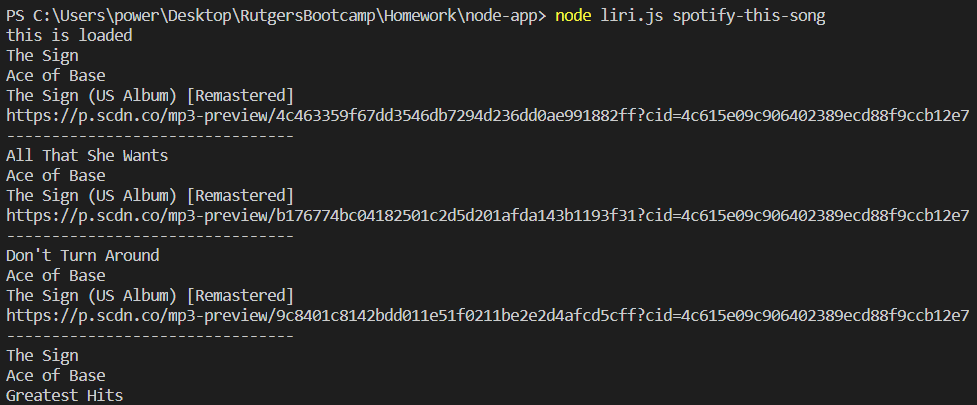 PS C:\Users\power\Desktop\RutgersBootcamp\Homework\node-app> node liri.js spotify-this-song
this is loaded
The Sign
Ace of Base
The Sign (US Album) [Remastered]
https://p.scdn.co/mp3-preview/4c463359f67dd3546db7294d236dd0ae991882ff?cid=4c615e09c906402389ecd88f9ccb12e7
--------------------------------
All That She Wants
Ace of Base
The Sign (US Album) [Remastered]
https://p.scdn.co/mp3-preview/b176774bc04182501c2d5d201afda143b1193f31?cid=4c615e09c906402389ecd88f9ccb12e7
--------------------------------
Don't Turn Around
Ace of Base
The Sign (US Album) [Remastered]
https://p.scdn.co/mp3-preview/9c8401c8142bdd011e51f0211be2e2d4afcd5cff?cid=4c615e09c906402389ecd88f9ccb12e7
--------------------------------
The Sign
Ace of Base
Greatest Hits